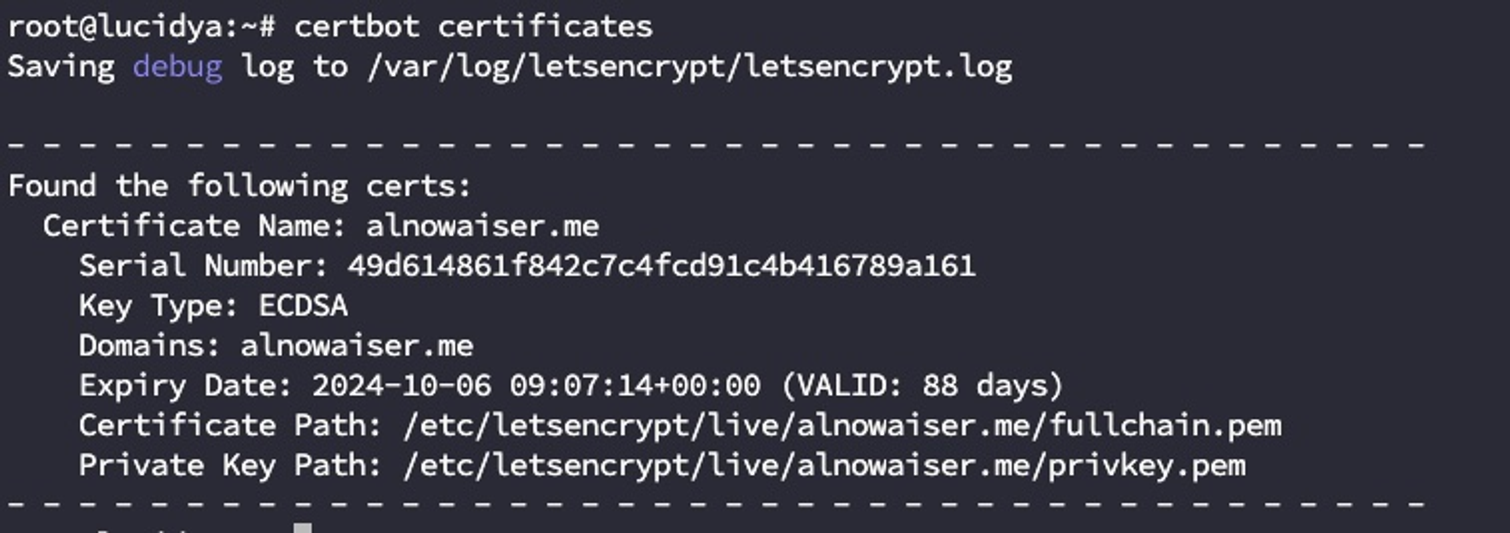 root@lucidya:~# certbot certificates
Saving debug log to /var/log/letsencrypt/letsencrypt.log
- - - - - - - - - - - - - - - - - - - - - - - - - - - - - - - - - - - - - - - -
Found the following certs:
  Certificate Name: alnowaiser.me
    Serial Number: 49d614861f842c7c4fcd91c4b416789a161
    Key Type: ECDSA
    Domains: alnowaiser.me
    Expiry Date: 2024-10-06 09:07:14+00:00 (VALID: 88 days)
    Certificate Path: /etc/letsencrypt/live/alnowaiser.me/fullchain.pem
    Private Key Path: /etc/letsencrypt/live/alnowaiser.me/privkey.pem
- - - - - - - - - - - - - - - - - - - - - - - - - - - - - - - - - - - - - - - -